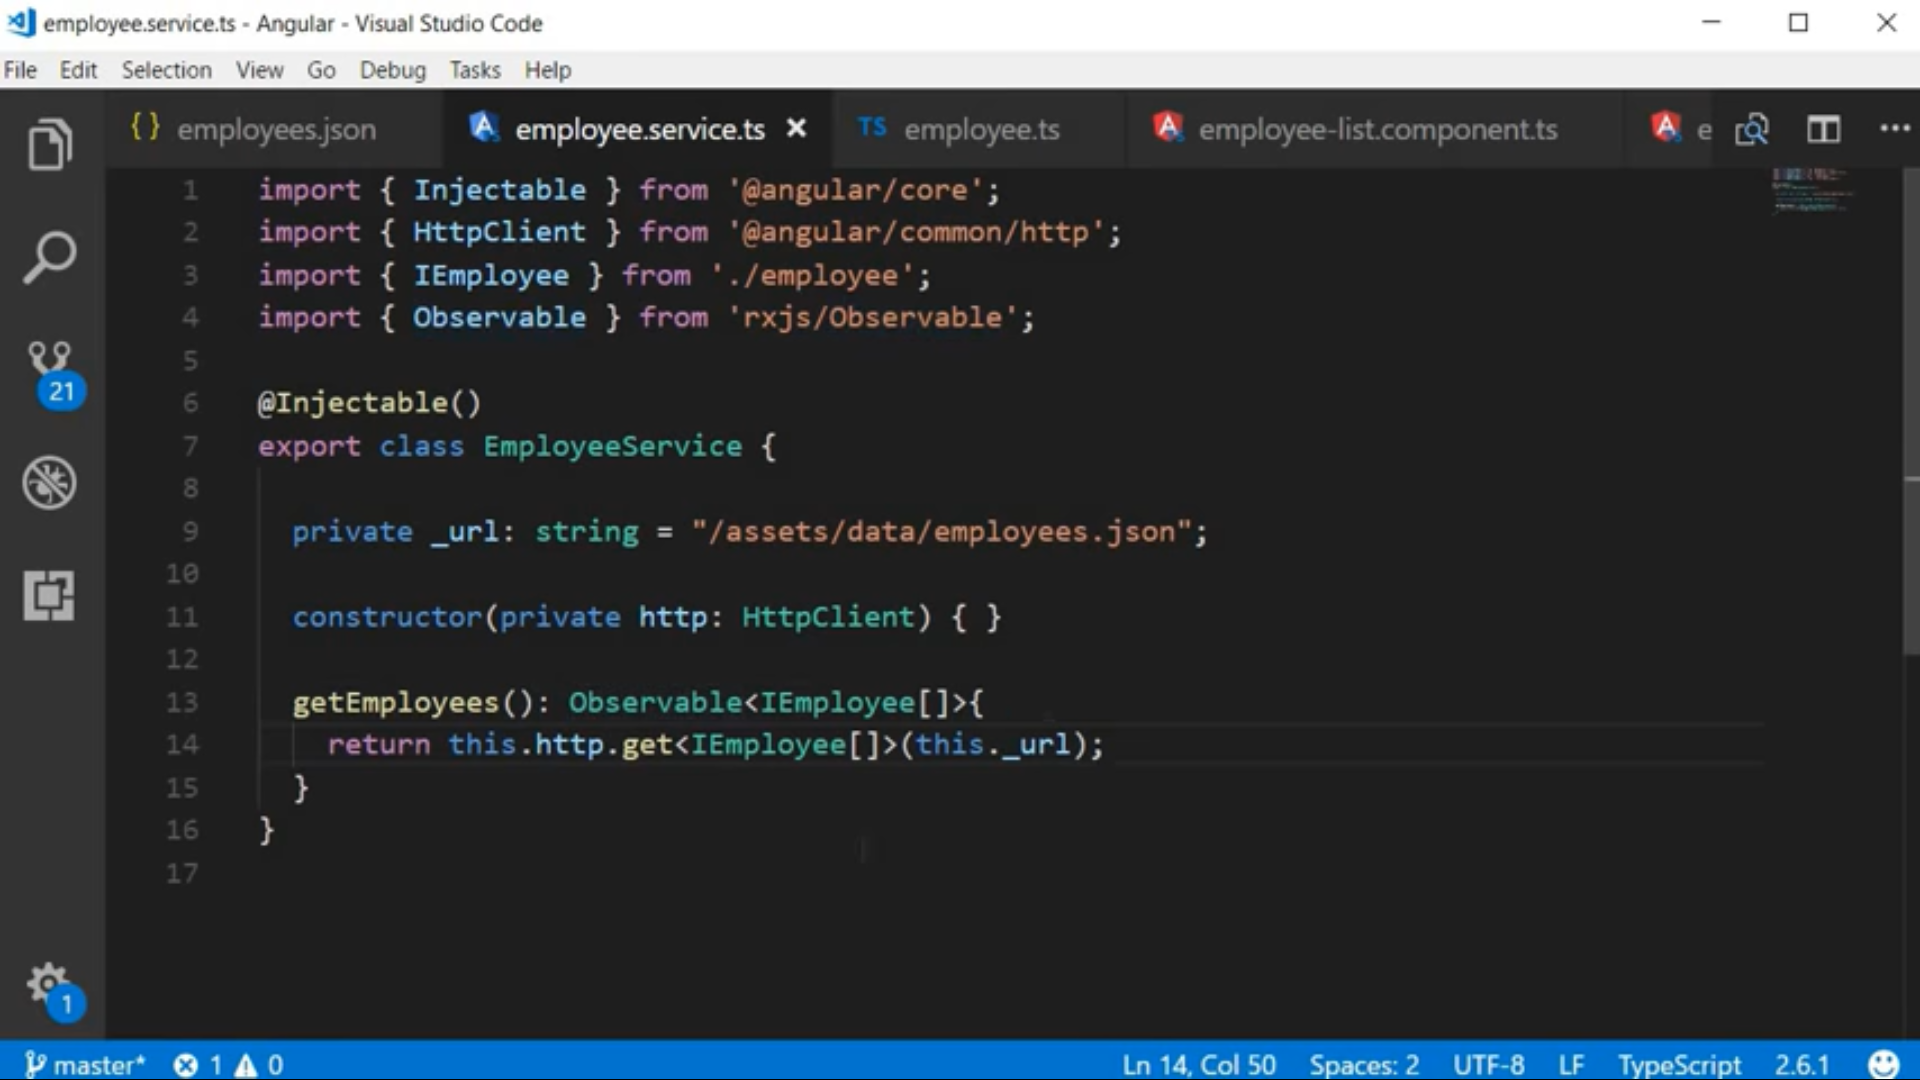 employee.service.ts - Angular - Visual Studio Code
File Edit Selection View Go Debug Tasks Help
{ } employees.json employee.service.ts × TS employee.ts employee-list.component.ts e
1 import { Injectable } from '@angular/core';
2 import { HttpClient } from '@angular/common/http';
3 import { IEmployee } from './employee';
4 import { Observable } from 'rxjs/Observable';
5
6 @Injectable()
7 export class EmployeeService {
8
9 private _url: string = "/assets/data/employees.json";
10
11 constructor(private http: HttpClient) { }
12
13 getEmployees(): Observable<IEmployee[]>{
14 return this.http.get<IEmployee[]>(this._url);
15 }
16 }
17
21
1
master* 1 0 Ln 14, Col 50 Spaces: 2 UTF-8 LF TypeScript 2.6.1